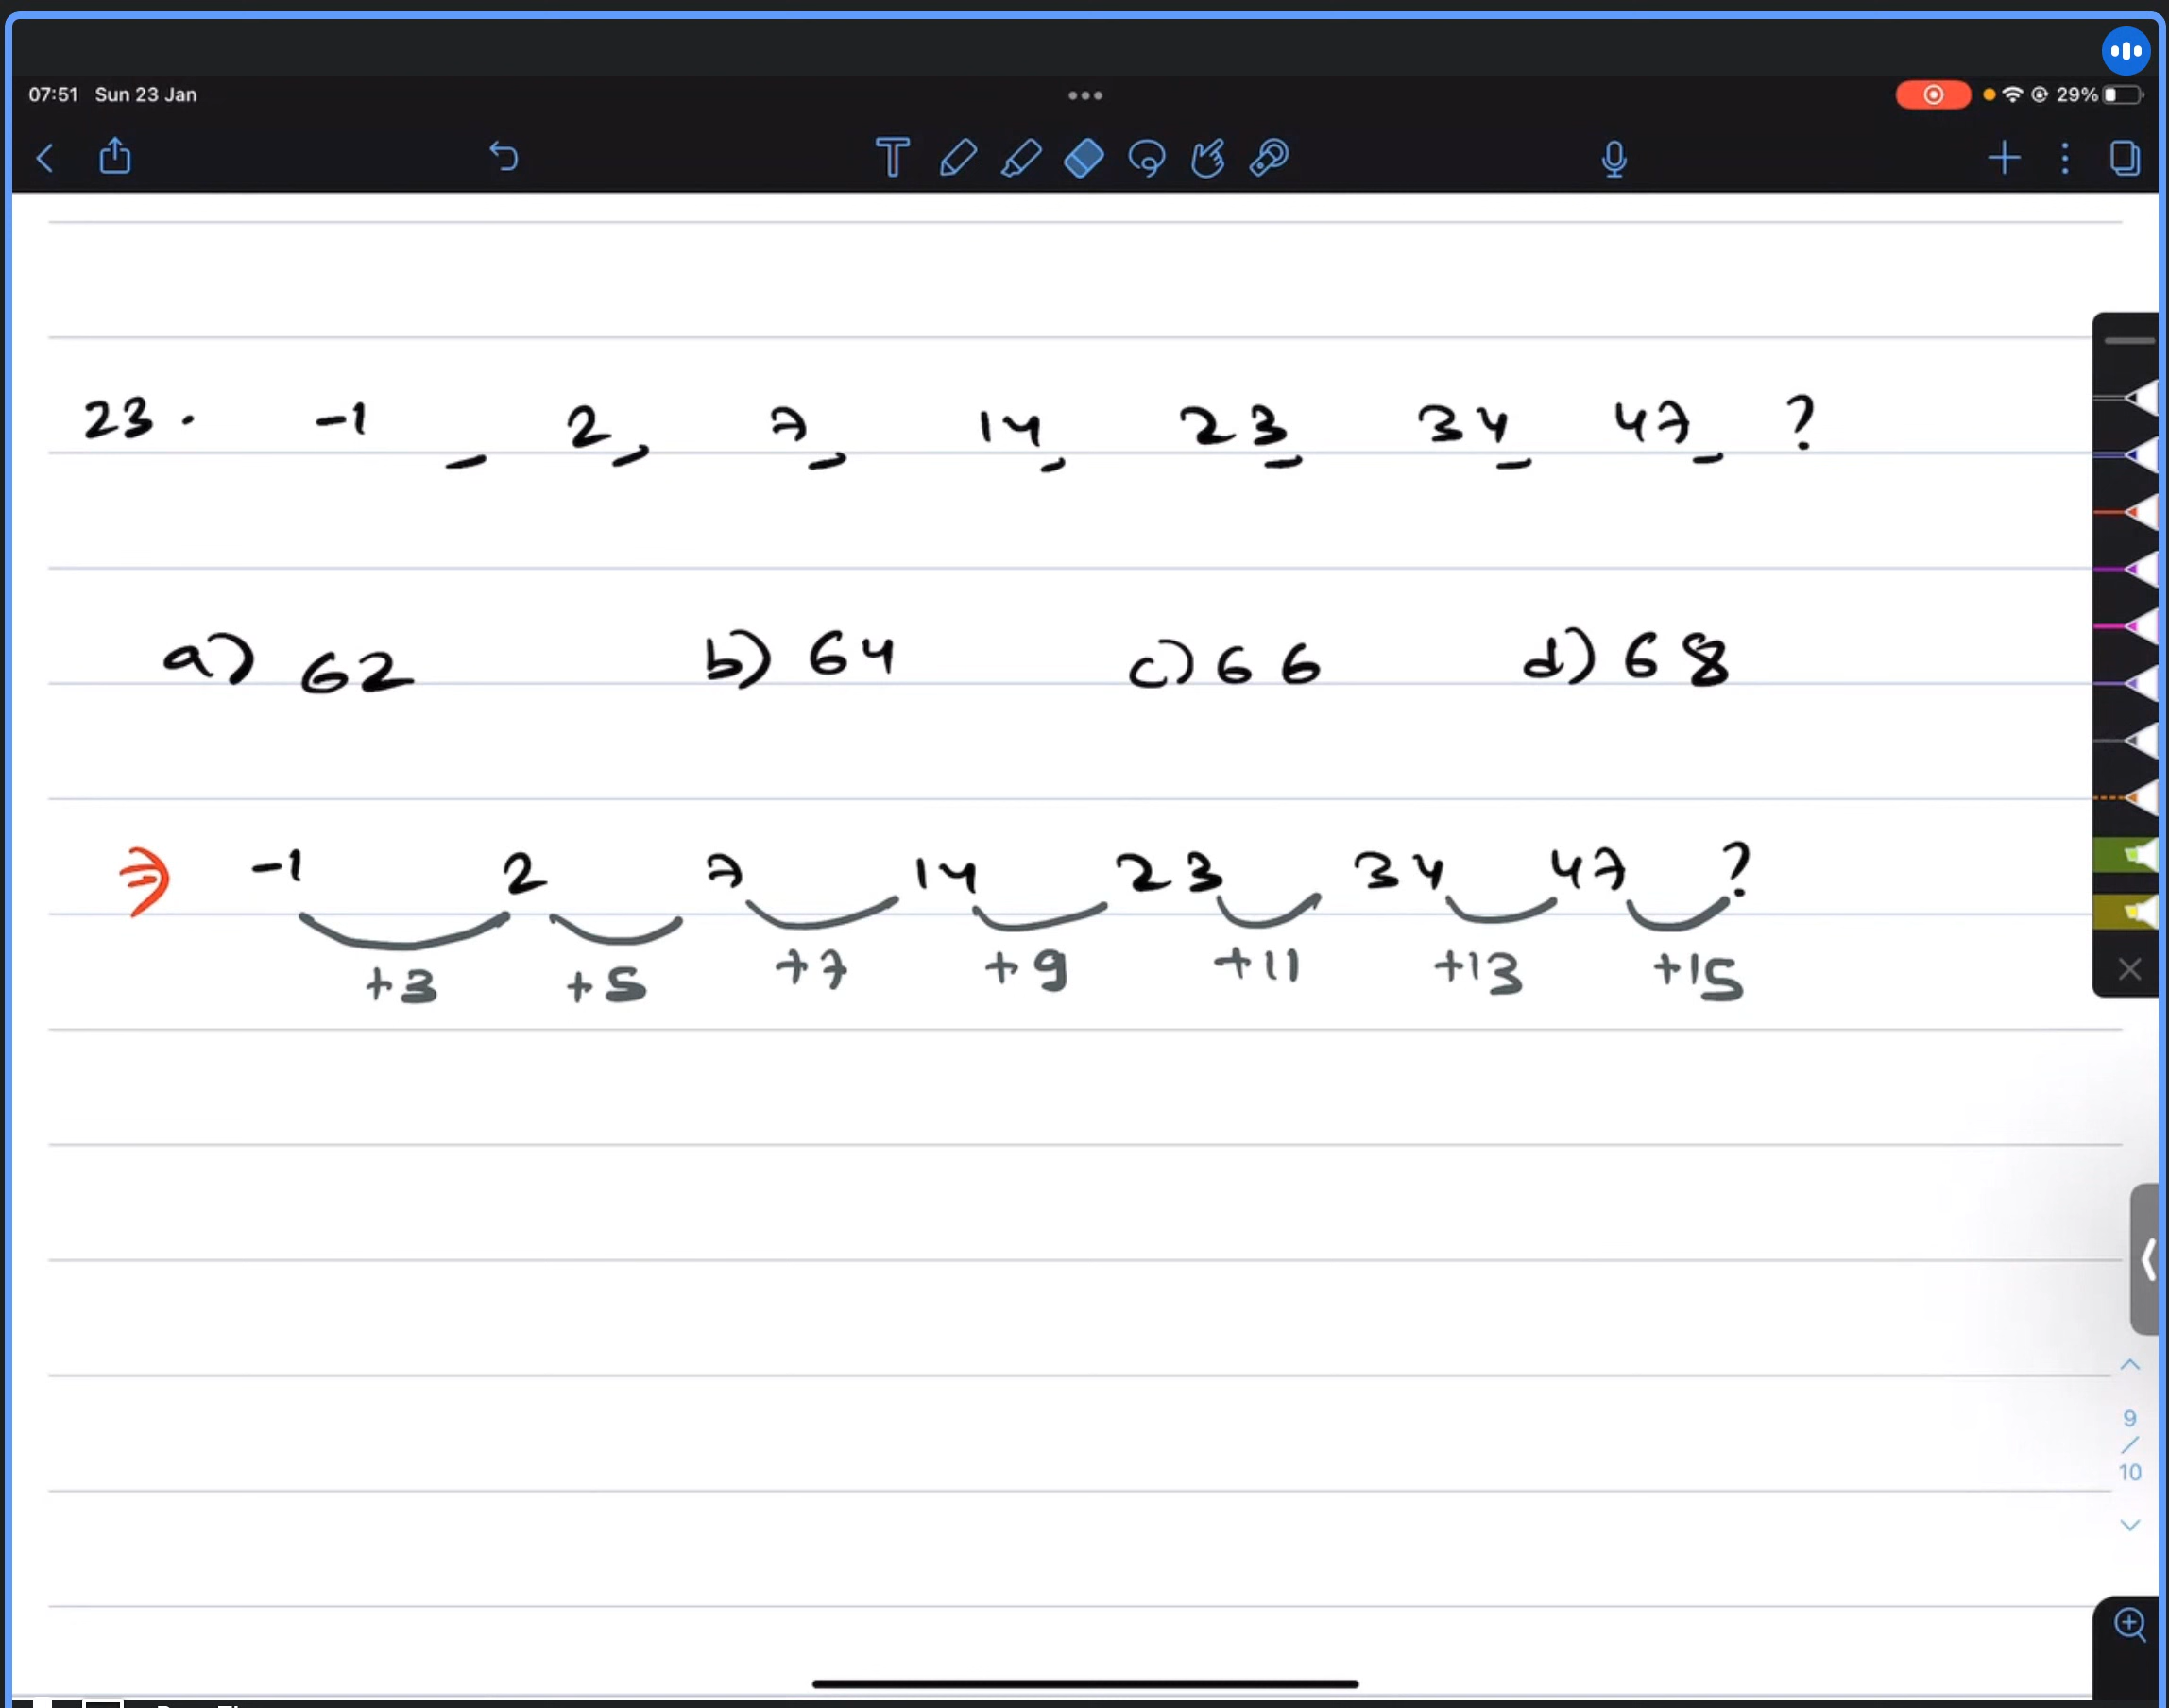 07:51 Sun 23 Jan
29%
23. -1 , 2, 7, 14, 23, 34, 47, ?
a) 62 b) 64 c) 66 d) 68
⇒ -1 2 7 14 23 34 47 ?
+3 +5 +7 +9 +11 +13 +15
9
/
10